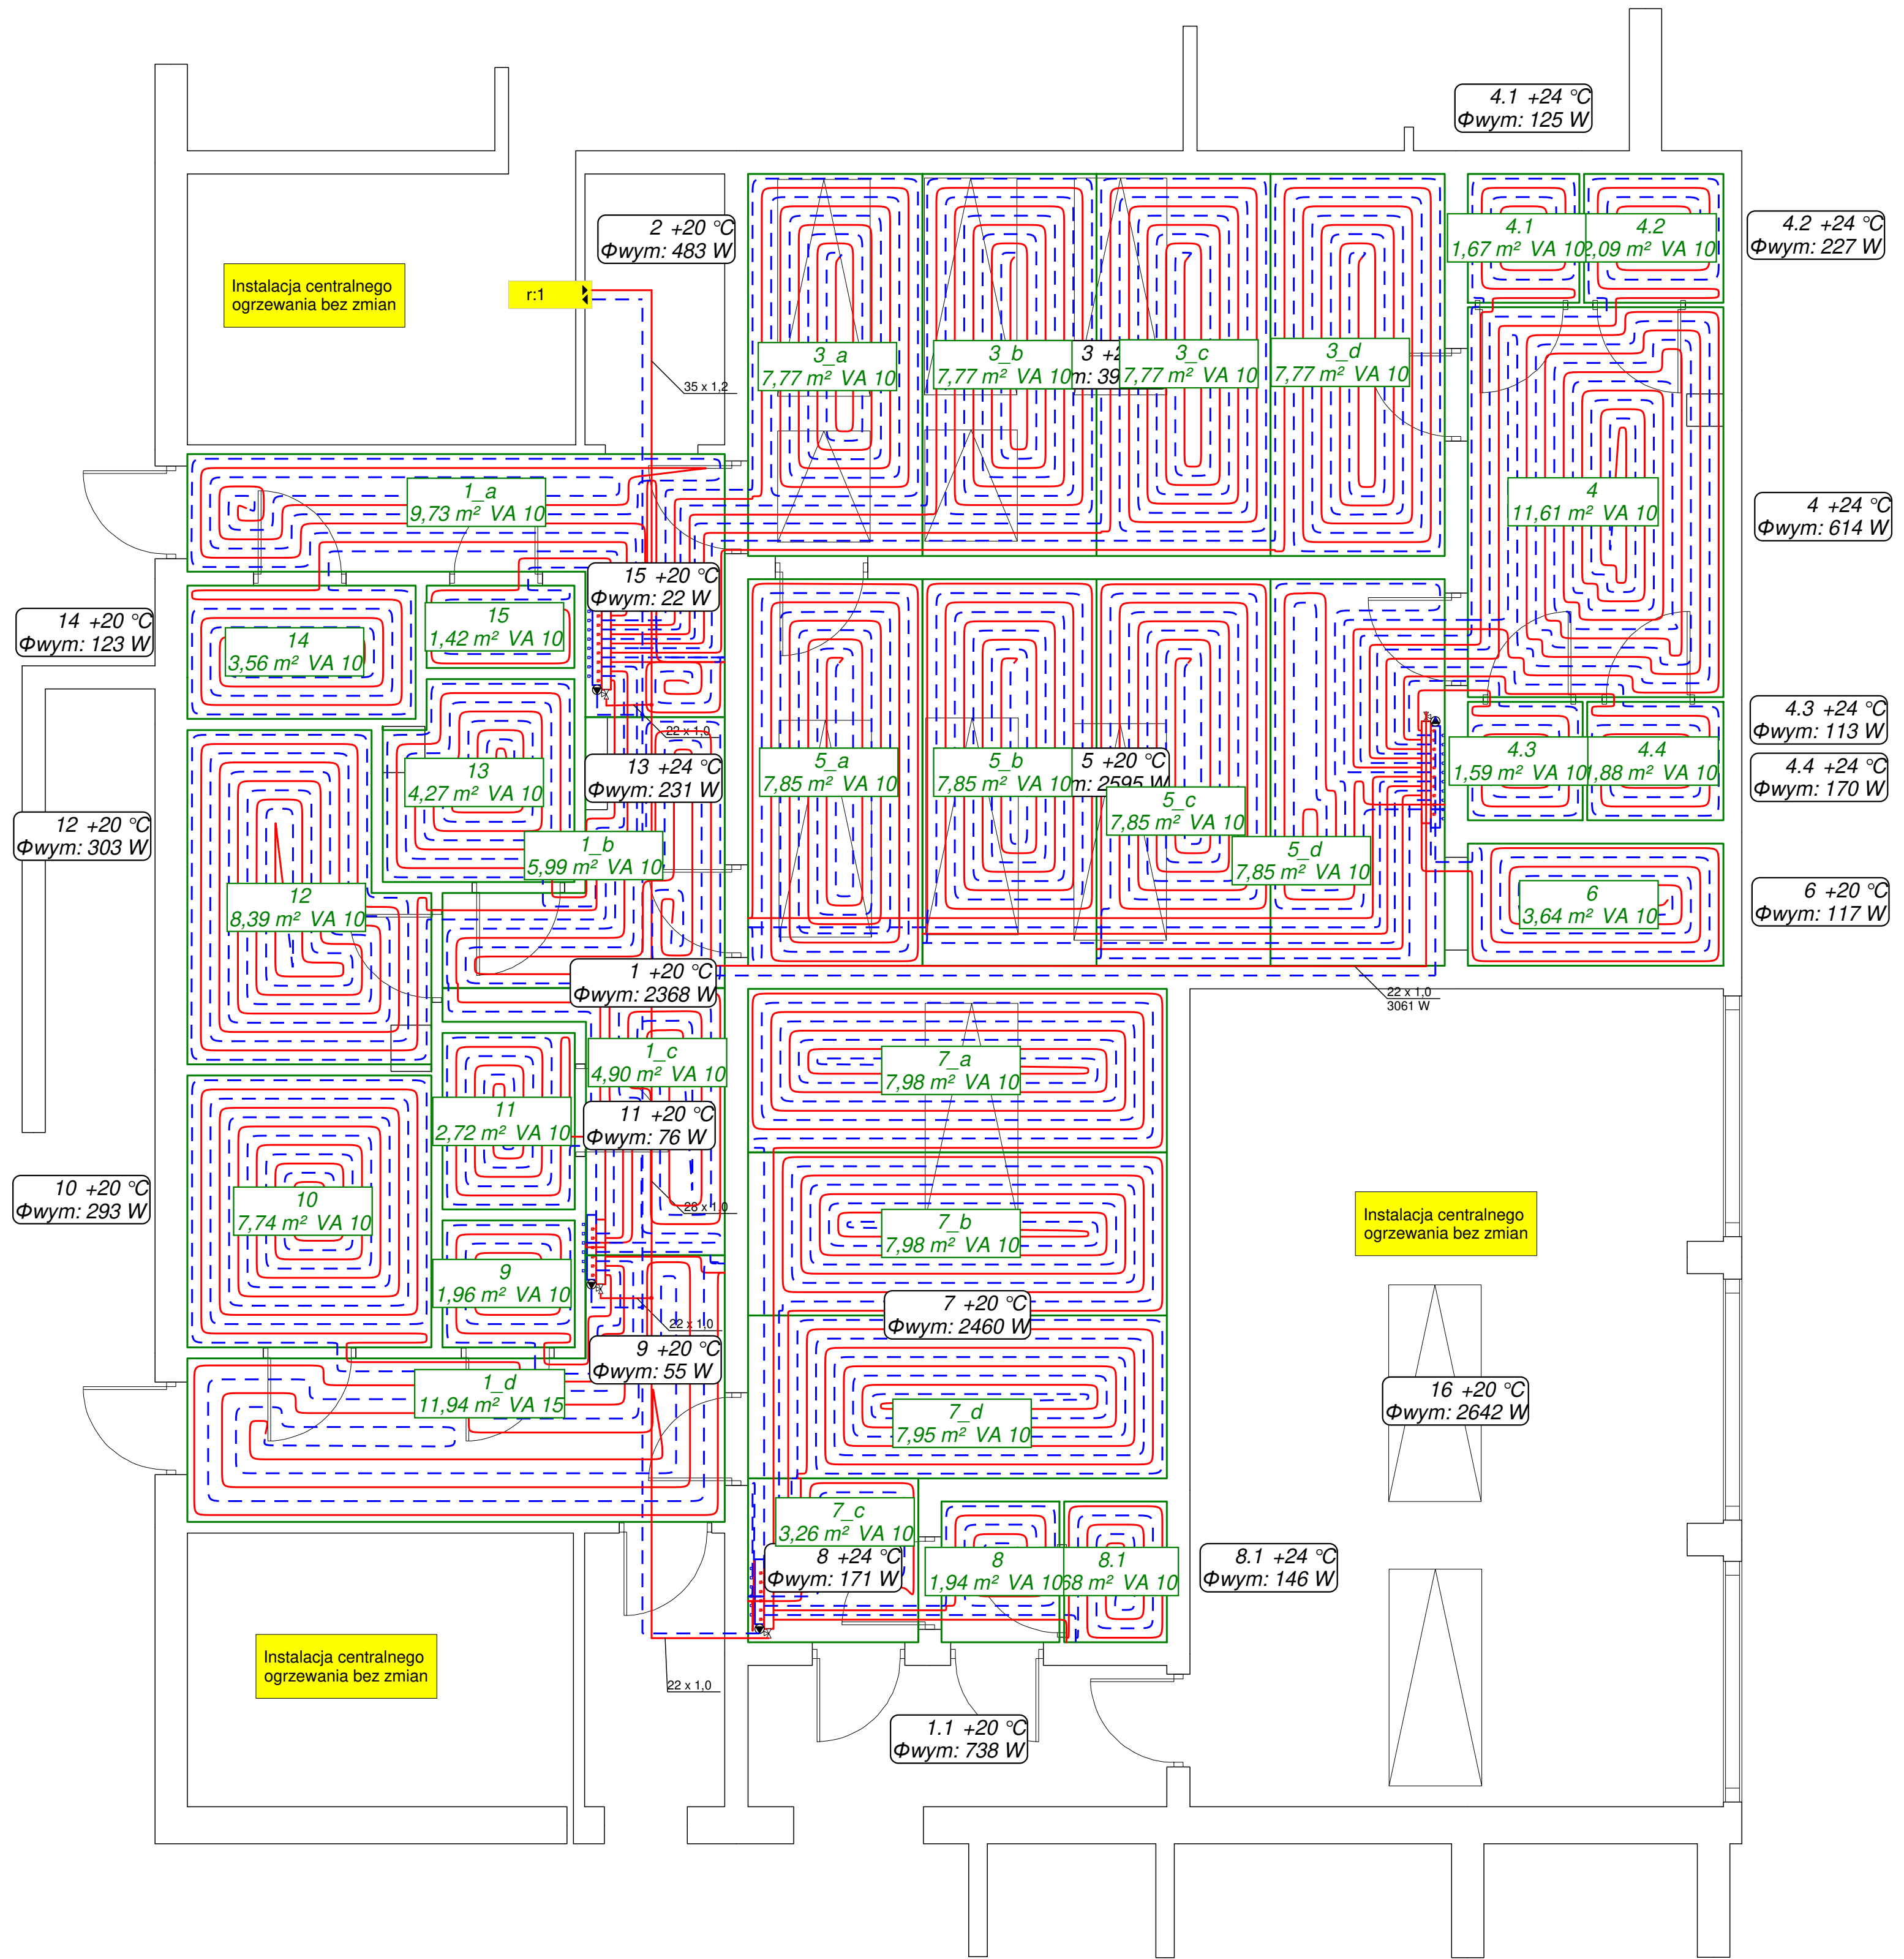 4.1 +24 °C
Φwym: 125 W
2 +20 °C
Φwym: 483 W
4.2 +24 °C
Φwym: 227 W
4.1
1,67 m² VA 10
4.2
2,09 m² VA 10
Instalacja centralnego
ogrzewania bez zmian
r:1
3_a
7,77 m² VA 10
3_b
7,77 m² VA 10
3 +2
m: 39
3_c
7,77 m² VA 10
3_d
7,77 m² VA 10
35 x 1,2
1_a
9,73 m² VA 10
4
11,61 m² VA 10
4 +24 °C
Φwym: 614 W
15 +20 °C
Φwym: 22 W
14 +20 °C
Φwym: 123 W
14
3,56 m² VA 10
15
1,42 m² VA 10
22 x 1,0
4.3 +24 °C
Φwym: 113 W
13 +24 °C
Φwym: 231 W
13
4,27 m² VA 10
5_a
7,85 m² VA 10
5_b
7,85 m² VA 10
5 +20 °C
m: 2595 W
5_c
7,85 m² VA 10
4.3
1,59 m² VA 10
4.4
1,88 m² VA 10
4.4 +24 °C
Φwym: 170 W
12 +20 °C
Φwym: 303 W
1_b
5,99 m² VA 10
5_d
7,85 m² VA 10
12
8,39 m² VA 10
6
3,64 m² VA 10
6 +20 °C
Φwym: 117 W
1 +20 °C
Φwym: 2368 W
22 x 1,0
3061 W
1_c
4,90 m² VA 10
7_a
7,98 m² VA 10
11
2,72 m² VA 10
11 +20 °C
Φwym: 76 W
10 +20 °C
Φwym: 293 W
10
7,74 m² VA 10
28 x 1,0
7_b
7,98 m² VA 10
Instalacja centralnego
ogrzewania bez zmian
9
1,96 m² VA 10
22 x 1,0
7 +20 °C
Φwym: 2460 W
9 +20 °C
Φwym: 55 W
1_d
11,94 m² VA 15
7_d
7,95 m² VA 10
16 +20 °C
Φwym: 2642 W
7_c
3,26 m² VA 10
8 +24 °C
Φwym: 171 W
8
1,94 m² VA 10
8.1
68 m² VA 10
8.1 +24 °C
Φwym: 146 W
Instalacja centralnego
ogrzewania bez zmian
22 x 1,0
1.1 +20 °C
Φwym: 738 W